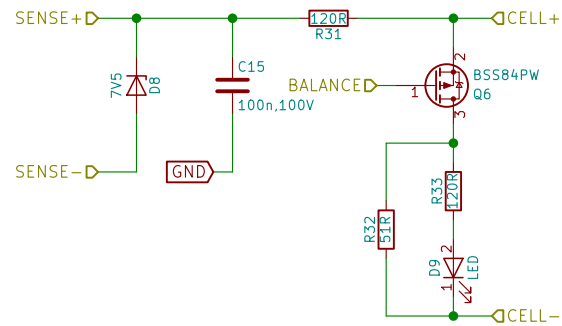 SENSE+
120R
R31
CELL+
7V5
D8
C15
100n,100V
BALANCE
1
2
BSS84PW
Q6
3
SENSE-
GND
R33
120R
R32
51R
2
D9
LED
1
CELL-